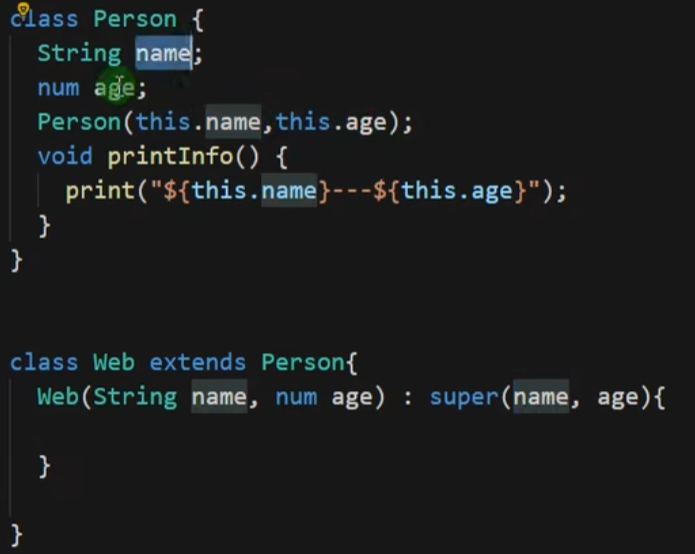 class Person {
  String name;
  num age;
  Person(this.name,this.age);
  void printInfo() {
    print("${this.name}---${this.age}");
  }
}
class Web extends Person{
  Web(String name, num age) : super(name, age){
  }
}